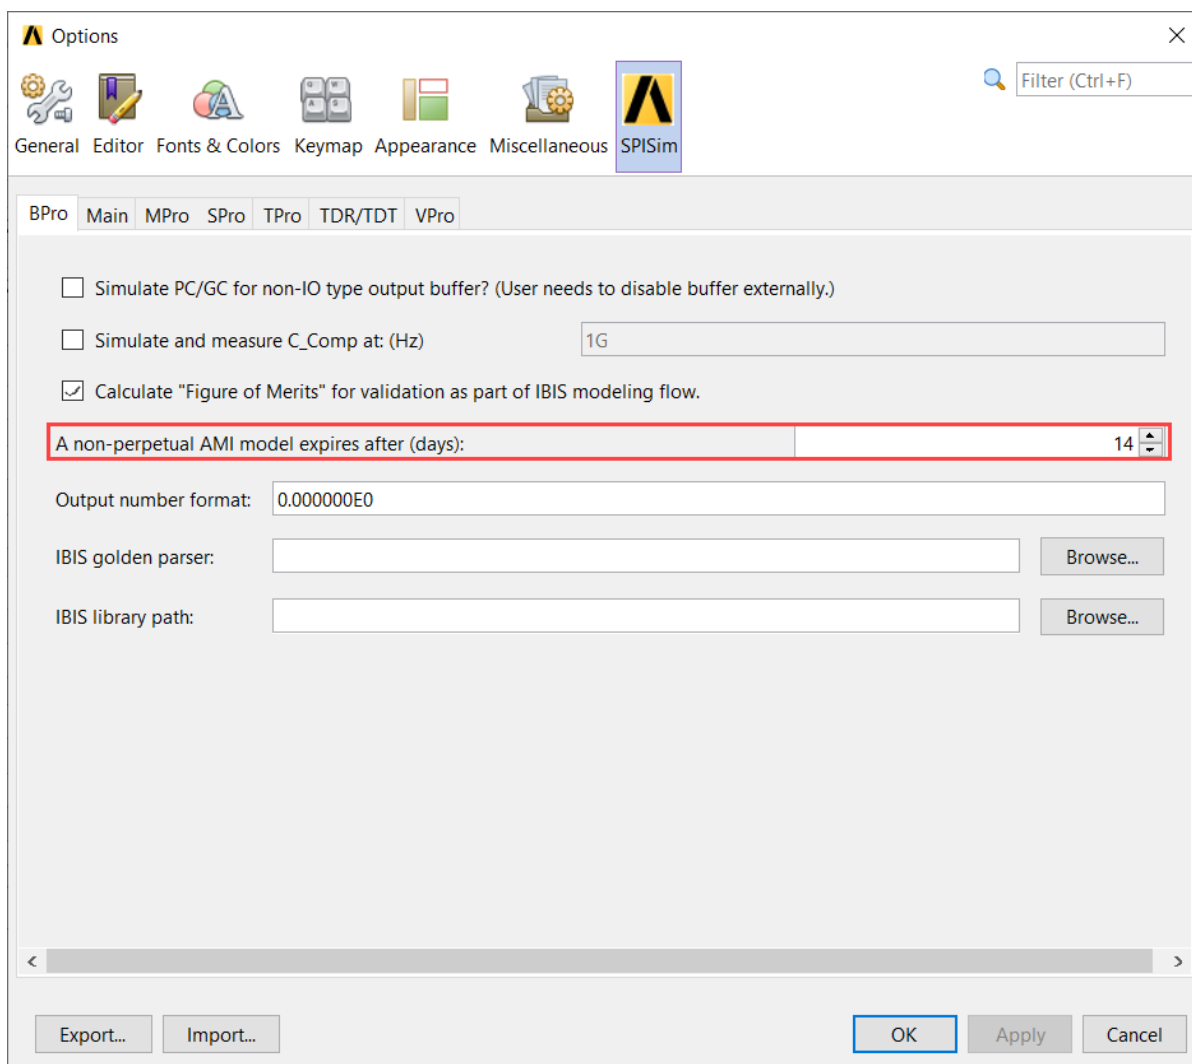 Options
Filter (Ctrl+F)
General Editor Fonts & Colors Keymap Appearance Miscellaneous SPISim
BPro Main MPro SPro TPro TDR/TDT VPro
Simulate PC/GC for non-IO type output buffer? (User needs to disable buffer externally.)
Simulate and measure C_Comp at: (Hz) 1G
Calculate "Figure of Merits" for validation as part of IBIS modeling flow.
A non-perpetual AMI model expires after (days): 14
Output number format: 0.000000E0
IBIS golden parser: Browse...
IBIS library path: Browse...
Export... Import... OK Apply Cancel